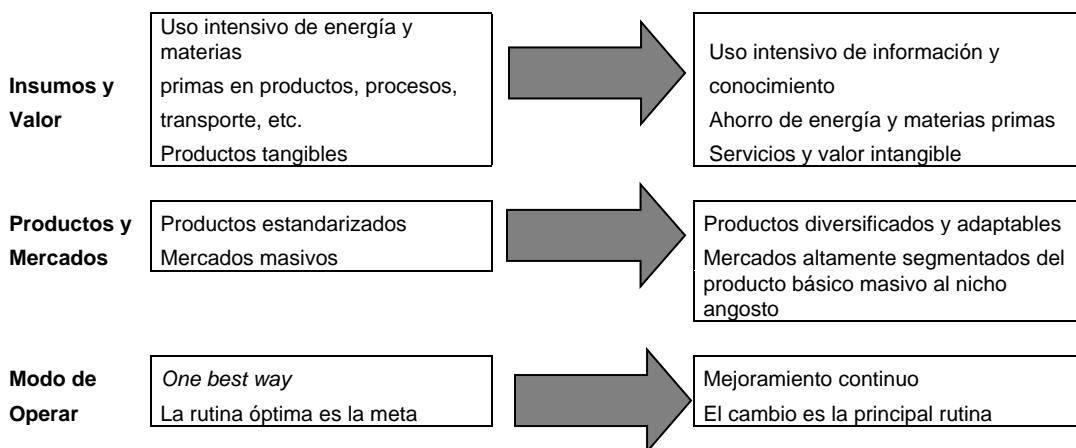 Insumos y
Valor
Uso intensivo de energía y
materias
primas en productos, procesos,
transporte, etc.
Productos tangibles
Uso intensivo de información y
conocimiento
Ahorro de energía y materias primas
Servicios y valor intangible
Productos y
Mercados
Productos estandarizados
Mercados masivos
Productos diversificados y adaptables
Mercados altamente segmentados del
producto básico masivo al nicho
angosto
Modo de
Operar
One best way
La rutina óptima es la meta
Mejoramiento continuo
El cambio es la principal rutina